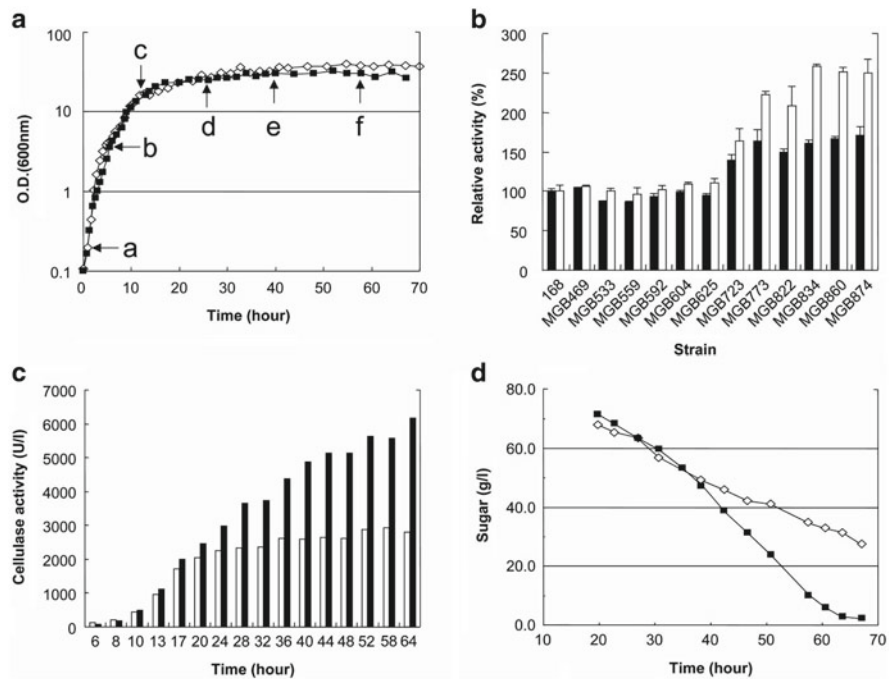 a
100
10
1
0.1
O.D.(600nm)
c
b
a
d
e
f
0 10 20 30 40 50 60 70
Time (hour)
b
300
250
200
150
100
50
0
Relative activity (%)
168
MGB469
MGB533
MGB559
MGB592
MGB604
MGB625
MGB723
MGB773
MGB822
MGB834
MGB860
MGB874
Strain
c
7000
6000
5000
4000
3000
2000
1000
0
Cellulase activity (U/l)
6 8 10 13 17 20 24 28 32 36 40 44 48 52 58 64
Time (hour)
d
80.0
60.0
40.0
20.0
0.0
Sugar (g/l)
10 20 30 40 50 60 70
Time (hour)